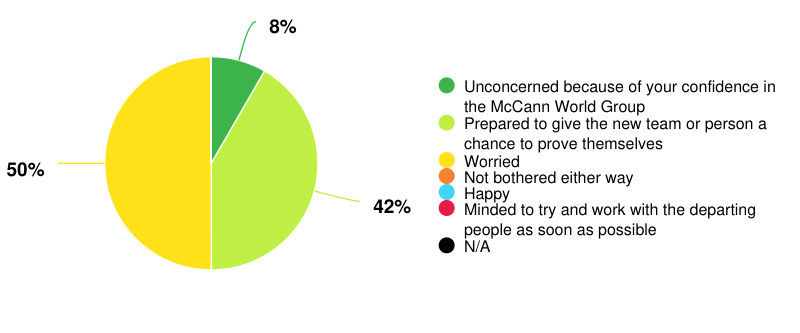 8%
50%
42%
Unconcerned because of your confidence in
the McCann World Group
Prepared to give the new team or person a
chance to prove themselves
Worried
Not bothered either way
Happy
Minded to try and work with the departing
people as soon as possible
N/A